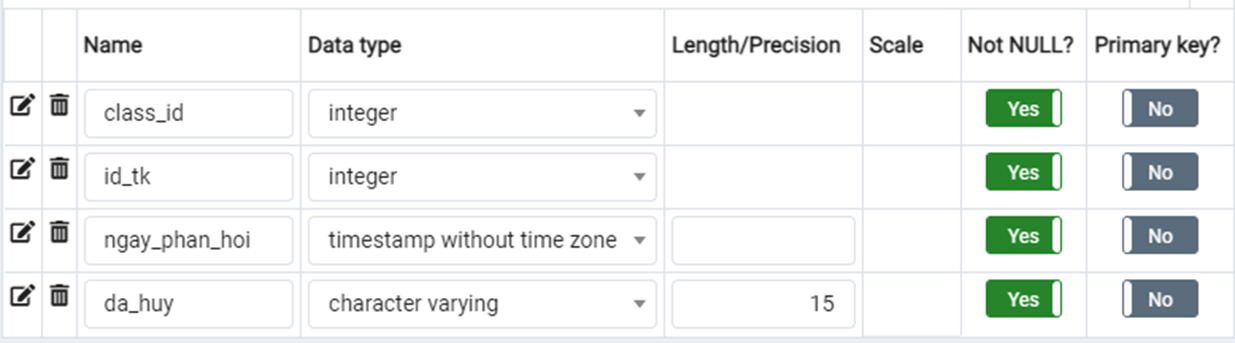 Name Data type Length/Precision Scale Not NULL? Primary key?
class_id integer Yes No
id_tk integer Yes No
ngay_phan_hoi timestamp without time zone Yes No
da_huy character varying 15 Yes No